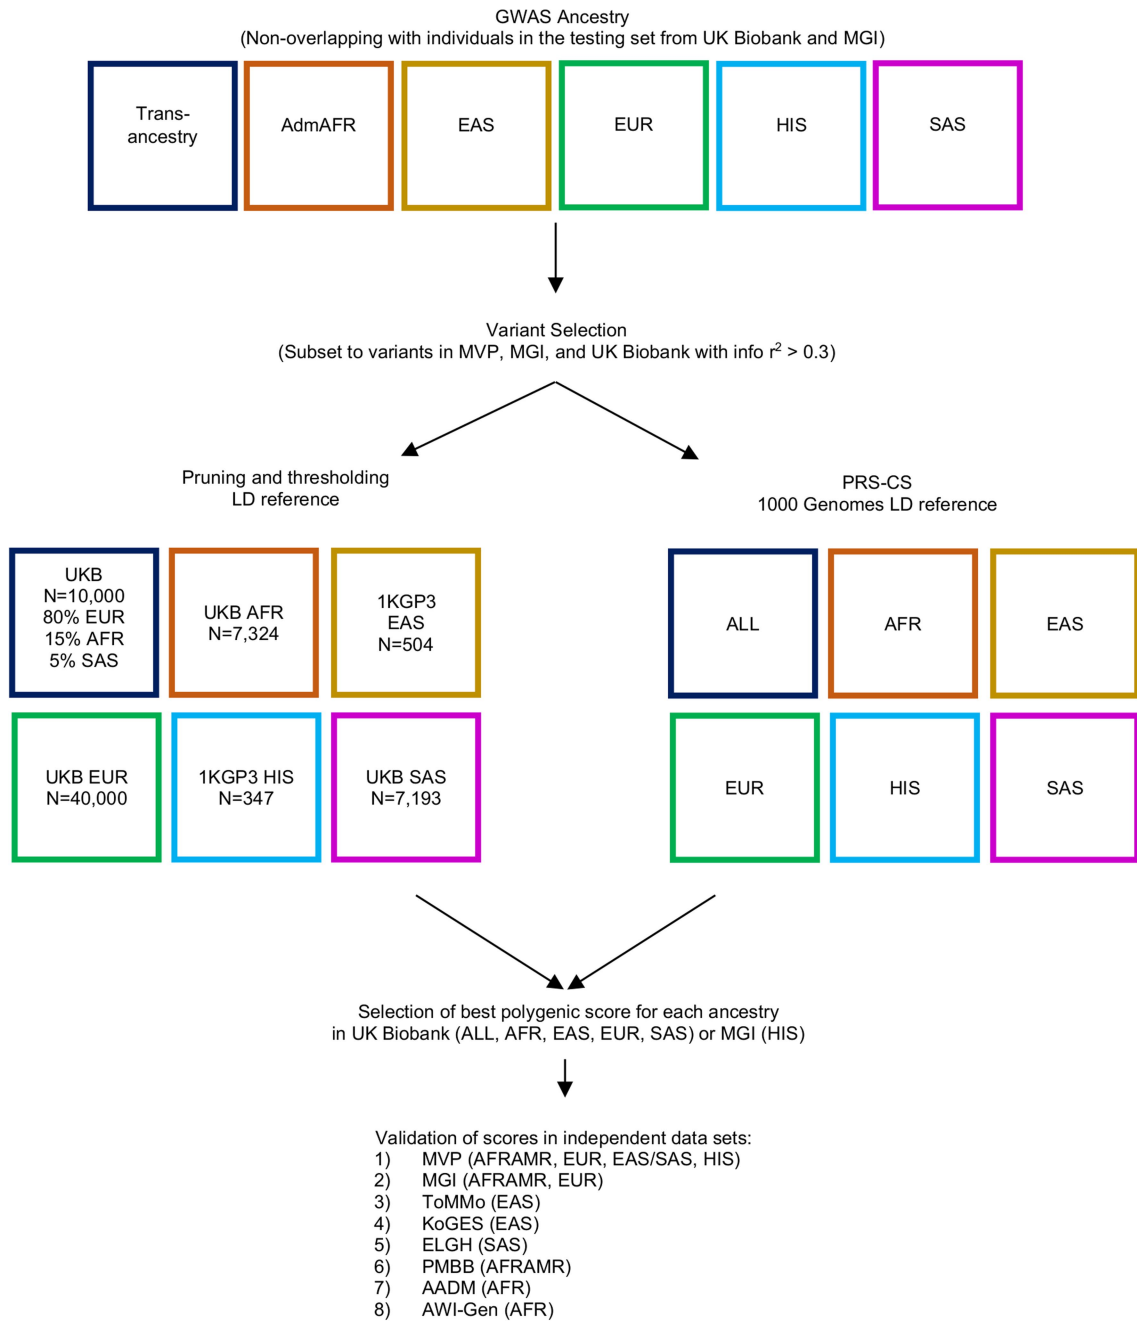 GWAS Ancestry
(Non-overlapping with individuals in the testing set from UK Biobank and MGI)
Trans-
ancestry
AdmAFR
EAS
EUR
HIS
SAS
Variant Selection
(Subset to variants in MVP, MGI, and UK Biobank with info r² > 0.3)
Pruning and thresholding
LD reference
UKB
N=10,000
80% EUR
15% AFR
5% SAS
UKB AFR
N=7,324
1KGP3
EAS
N=504
UKB EUR
N=40,000
1KGP3 HIS
N=347
UKB SAS
N=7,193
PRS-CS
1000 Genomes LD reference
ALL
AFR
EAS
EUR
HIS
SAS
Selection of best polygenic score for each ancestry
in UK Biobank (ALL, AFR, EAS, EUR, SAS) or MGI (HIS)
Validation of scores in independent data sets:
1) MVP (AFRAMR, EUR, EAS/SAS, HIS)
2) MGI (AFRAMR, EUR)
3) ToMMo (EAS)
4) KoGES (EAS)
5) ELGH (SAS)
6) PMBB (AFRAMR)
7) AADM (AFR)
8) AWI-Gen (AFR)